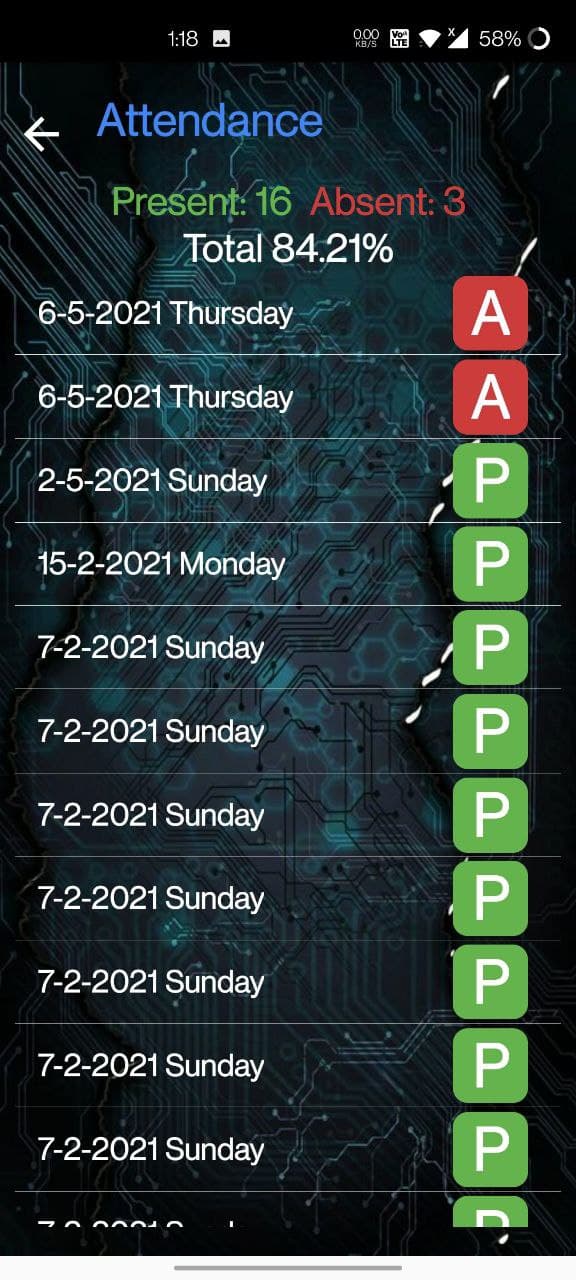 1:18 0.00 KB/S Vo LTE X 58%
Attendance
Present: 16 Absent: 3
Total 84.21%
6-5-2021 Thursday A
6-5-2021 Thursday A
2-5-2021 Sunday P
15-2-2021 Monday P
7-2-2021 Sunday P
7-2-2021 Sunday P
7-2-2021 Sunday P
7-2-2021 Sunday P
7-2-2021 Sunday P
7-2-2021 Sunday P
7-2-2021 Sunday P